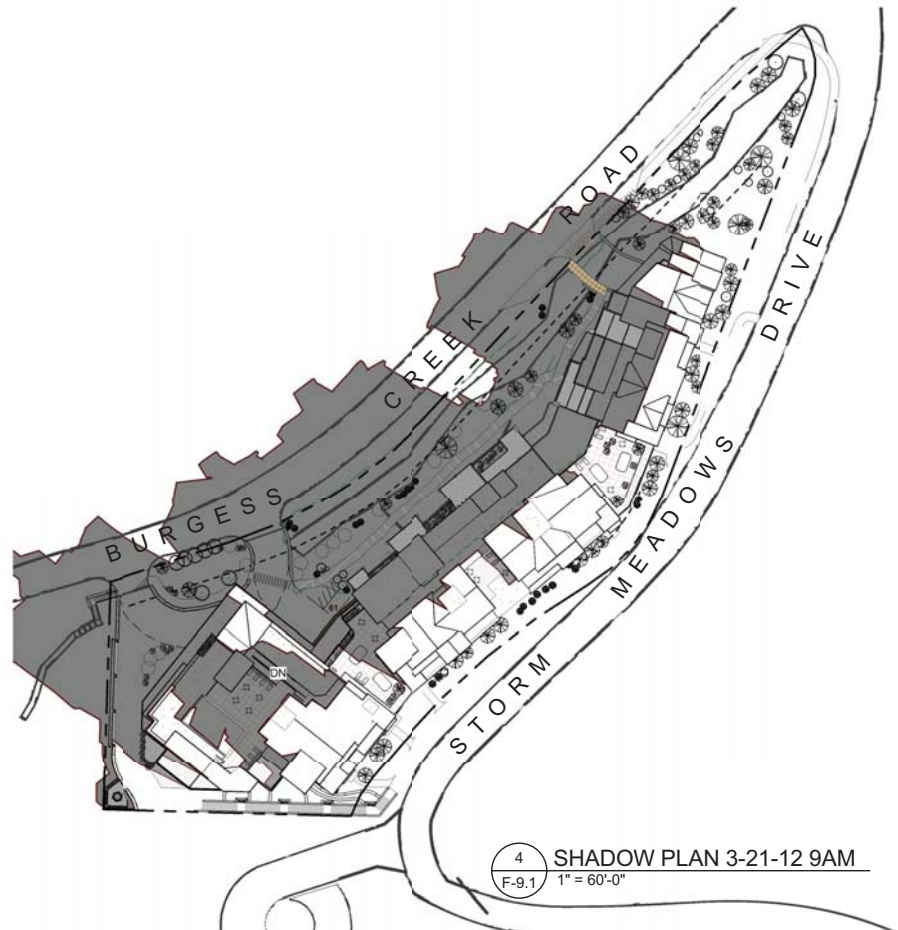 BURGESS CREEK ROAD
STORM MEADOWS DRIVE
61
DN
4
F-9.1
SHADOW PLAN 3-21-12 9AM
1" = 60'-0"